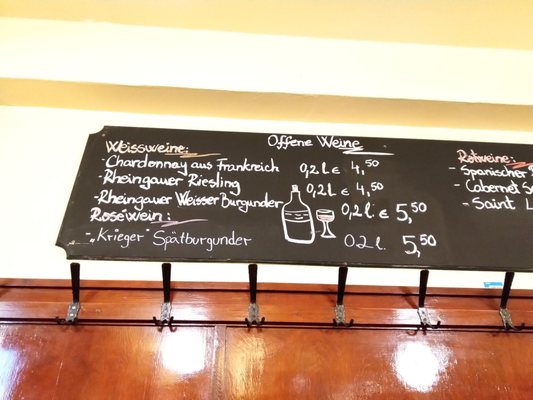 Offene Weine
Weissweine:
- Chardonnay aus Frankreich 0,2 l € 4,50
- Rheingauer Riesling 0,2 l € 4,50
- Rheingauer Weisser Burgunder 0,2 l. € 5,50
Roséwein:
- „Krieger" Spätburgunder 0.2 l. 5,50
Rotweine:
- Spanischer
- Cabernet
- Saint